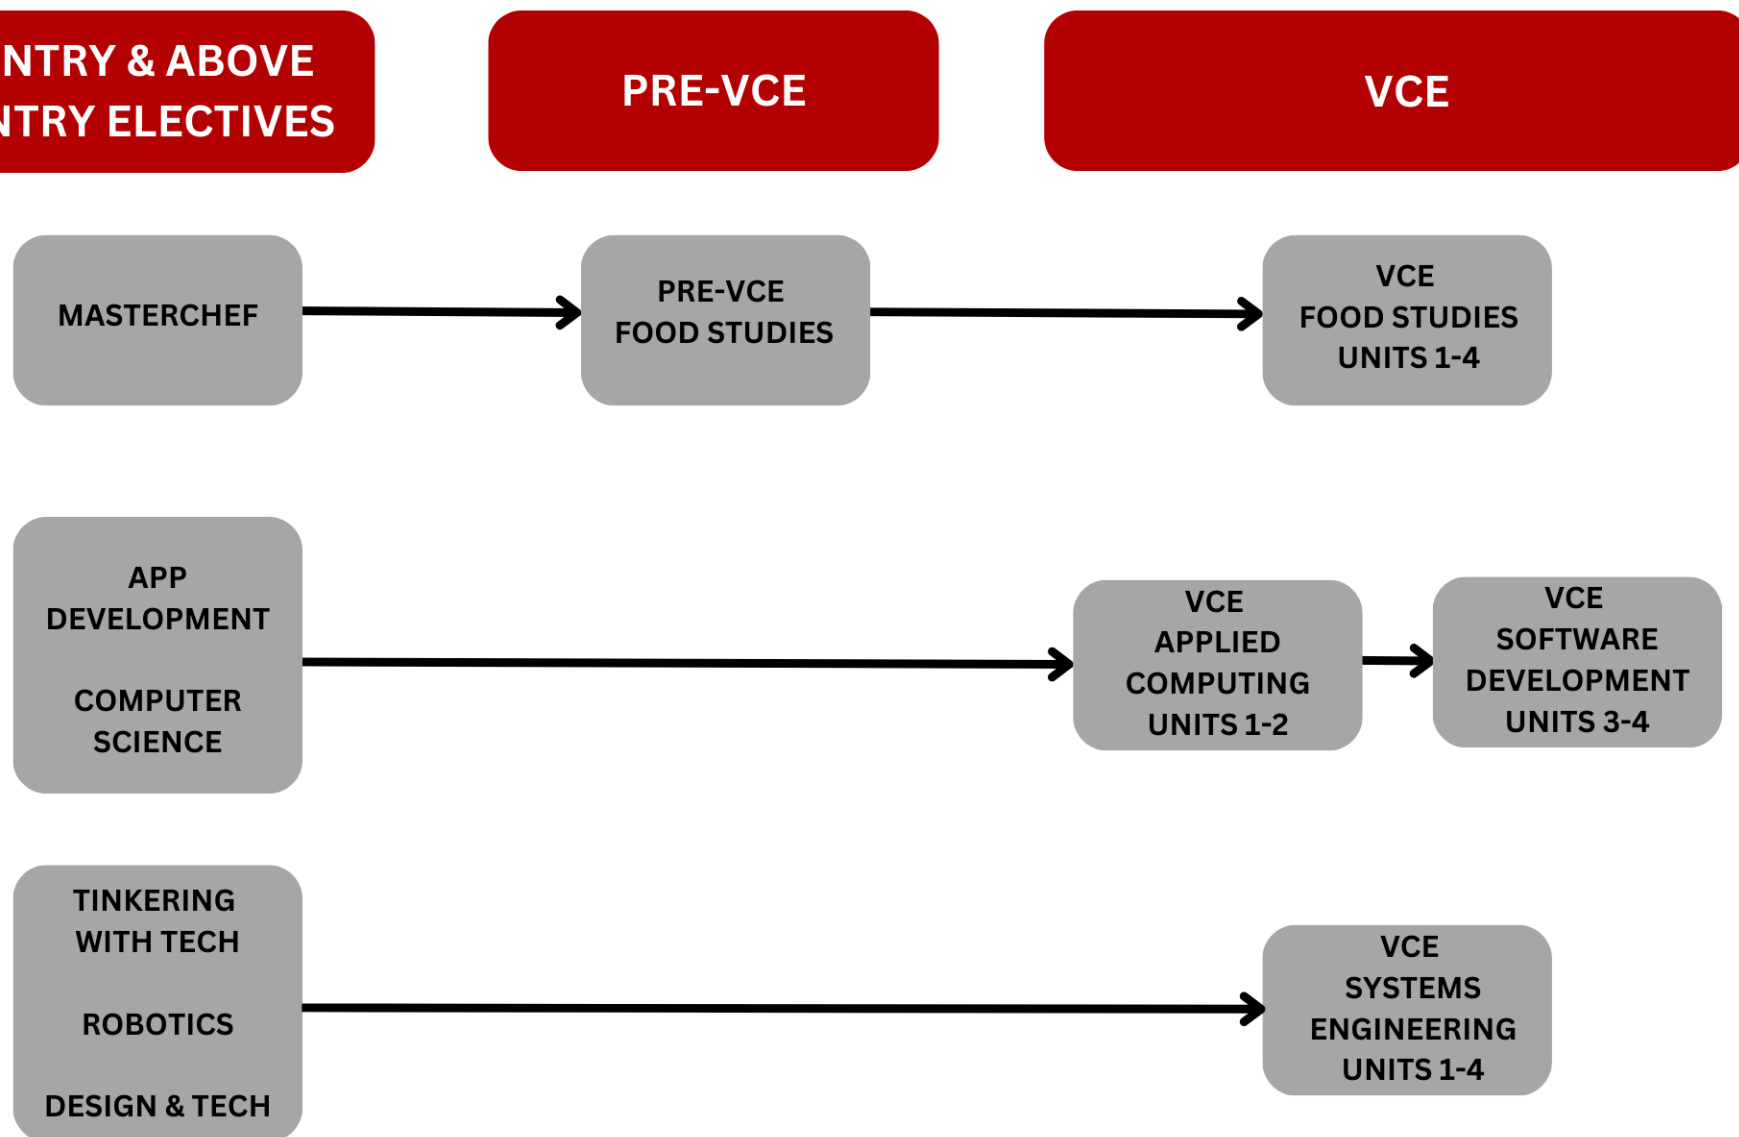 NTRY & ABOVE
NTRY ELECTIVES
PRE-VCE
VCE
MASTERCHEF
PRE-VCE
FOOD STUDIES
VCE
FOOD STUDIES
UNITS 1-4
APP
DEVELOPMENT
COMPUTER
SCIENCE
VCE
APPLIED
COMPUTING
UNITS 1-2
VCE
SOFTWARE
DEVELOPMENT
UNITS 3-4
TINKERING
WITH TECH
ROBOTICS
DESIGN & TECH
VCE
SYSTEMS
ENGINEERING
UNITS 1-4